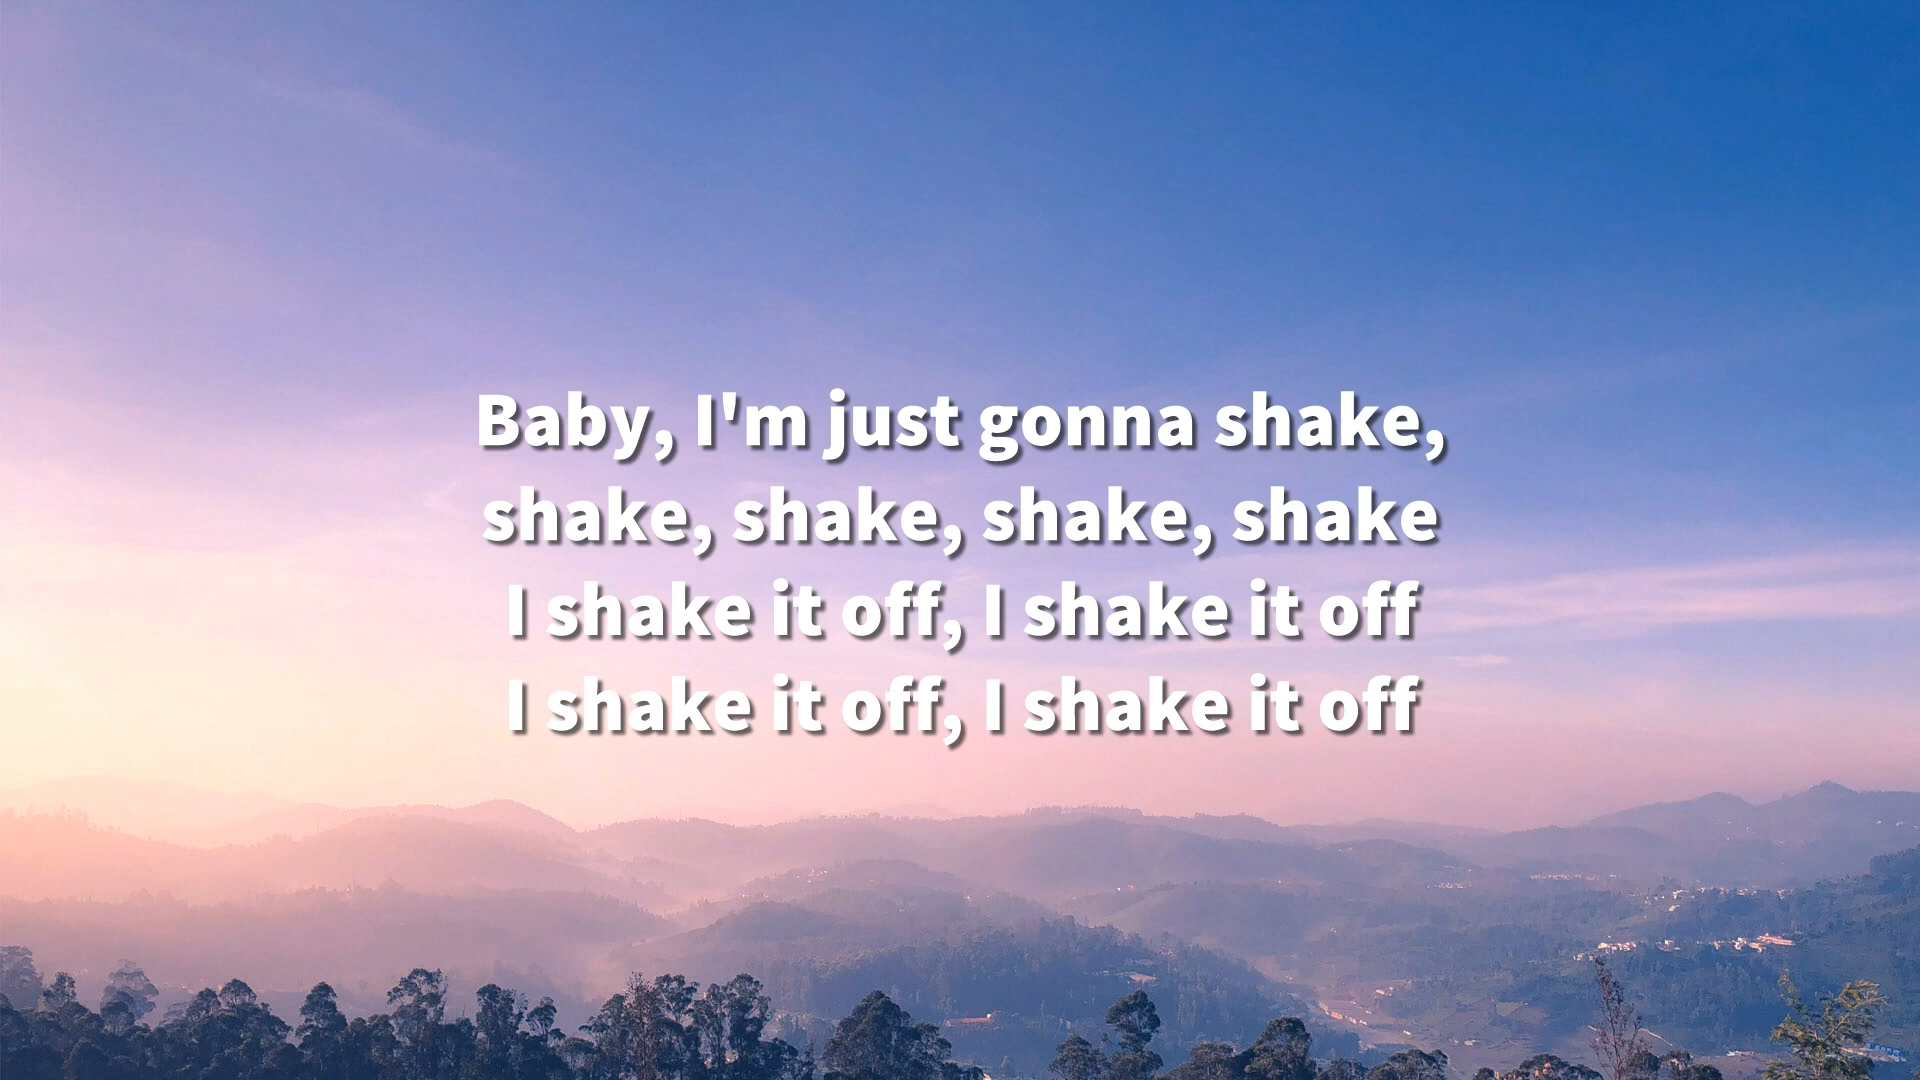 Baby, I'm just gonna shake,
shake, shake, shake, shake
I shake it off, I shake it off
I shake it off, I shake it off